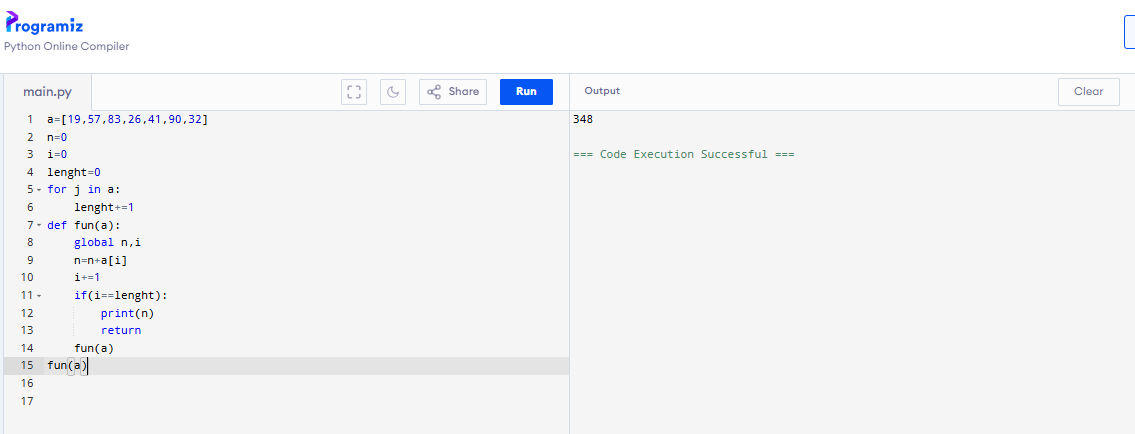 Programiz
Python Online Compiler
main.py
Share
Run
Output
Clear
1 a=[19,57,83,26,41,90,32]
2 n=0
3 i=0
4 lenght=0
5 for j in a:
6     lenght+=1
7 def fun(a):
8     global n,i
9     n=n+a[i]
10     i+=1
11     if(i==lenght):
12         print(n)
13         return
14     fun(a)
15 fun(a)
16
17
348
=== Code Execution Successful ===